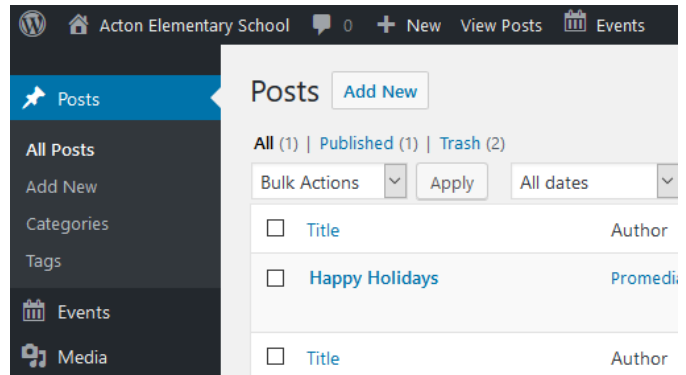 Acton Elementary School 0 + New View Posts Events
Posts
All Posts
Add New
Categories
Tags
Events
Media
Posts Add New
All (1) | Published (1) | Trash (2)
Bulk Actions Apply All dates
Title Author
Happy Holidays Promedia
Title Author